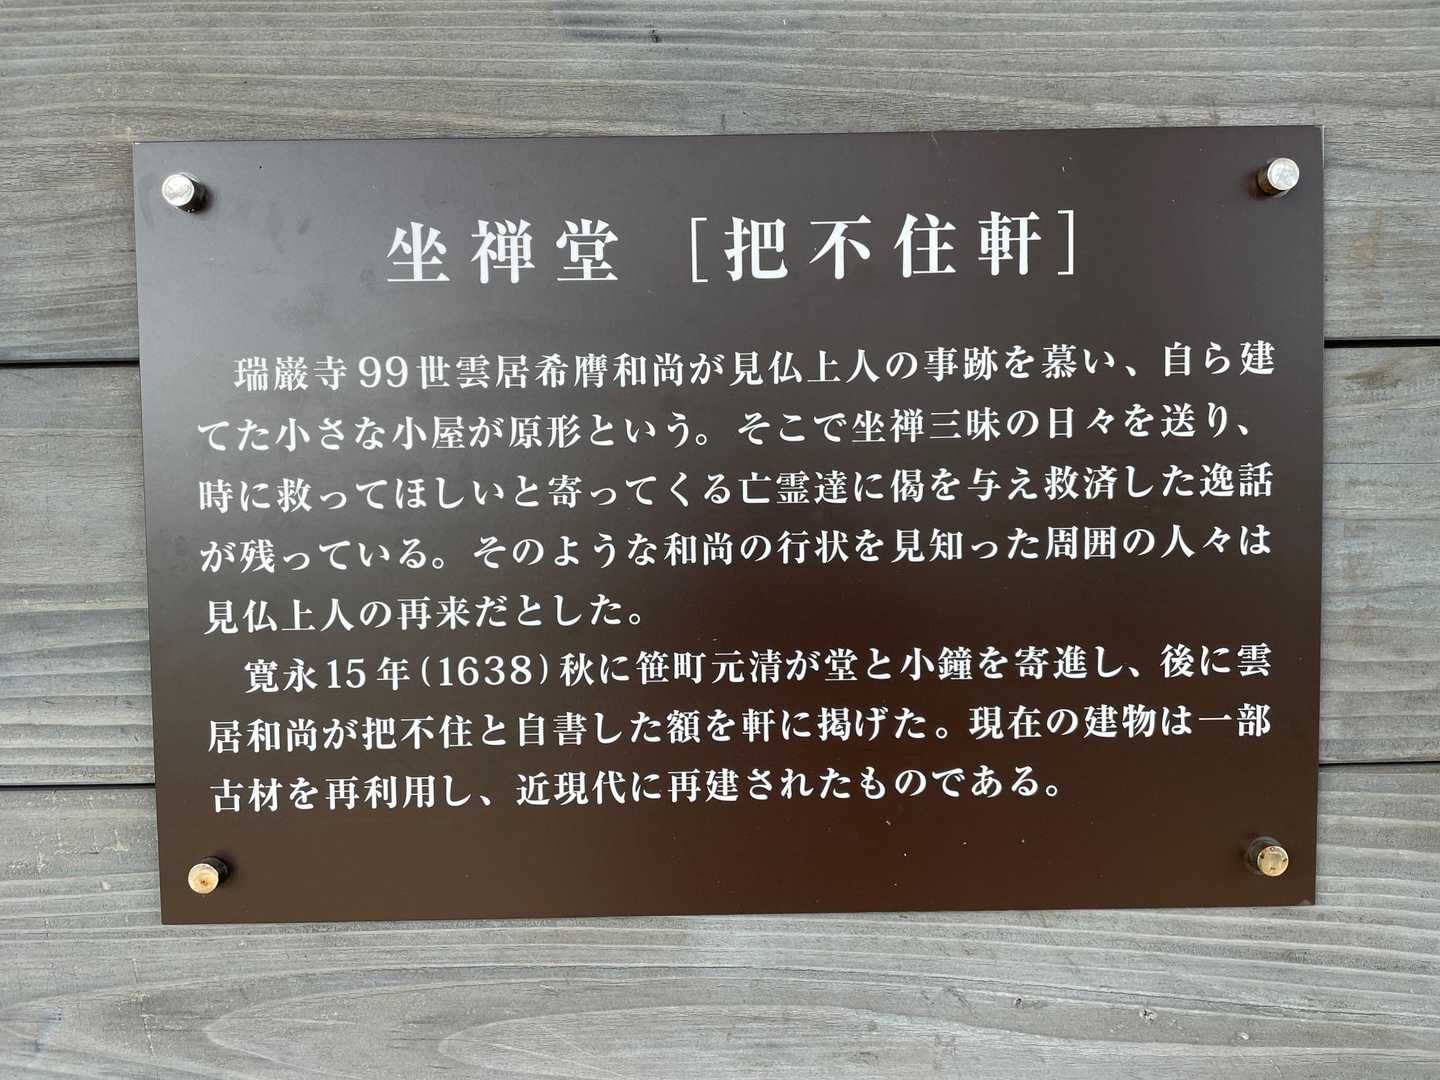 坐禅堂 [把不住軒]
瑞巌寺99世雲居希膺和尚が見仏上人の事跡を慕い、自ら建
てた小さな小屋が原形という。そこで坐禅三昧の日々を送り、
時に救ってほしいと寄ってくる亡霊達に偈を与え救済した逸話
が残っている。そのような和尚の行状を見知った周囲の人々は
見仏上人の再来だとした。
寛永15年(1638)秋に笹町元清が堂と小鐘を寄進し、後に雲
居和尚が把不住と自書した額を軒に掲げた。現在の建物は一部
古材を再利用し、近現代に再建されたものである。